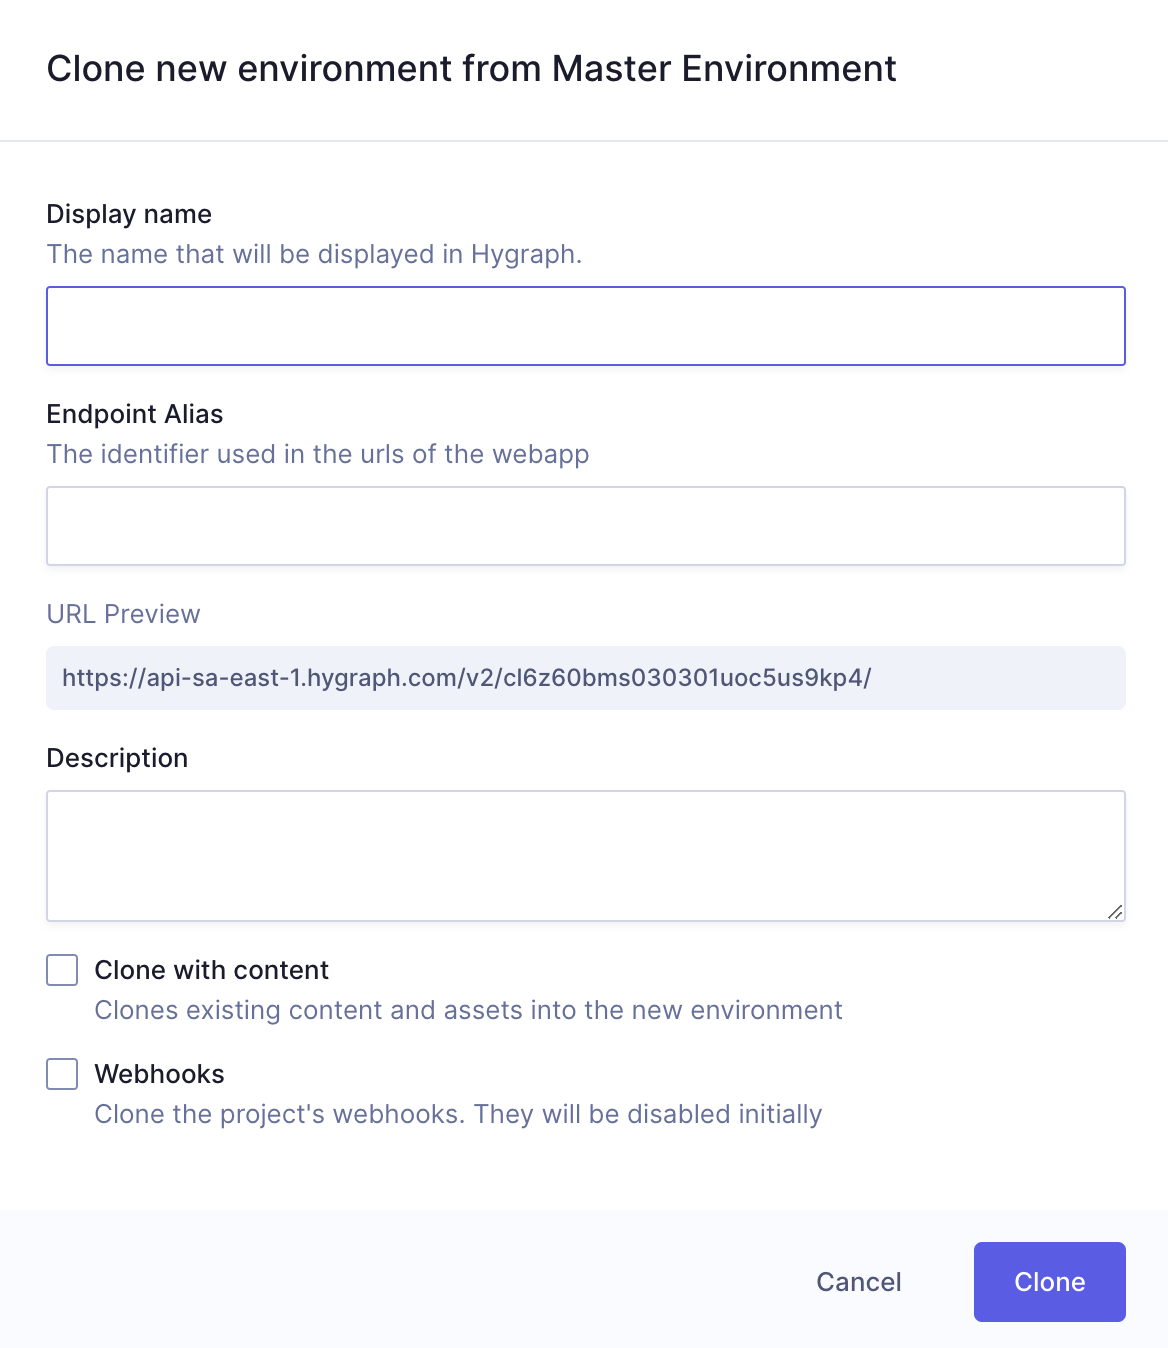 Clone new environment from Master Environment
Display name
The name that will be displayed in Hygraph.
Endpoint Alias
The identifier used in the urls of the webapp
URL Preview
https://api-sa-east-1.hygraph.com/v2/cl6z60bms030301uoc5us9kp4/
Description
Clone with content
Clones existing content and assets into the new environment
Webhooks
Clone the project's webhooks. They will be disabled initially
Cancel
Clone